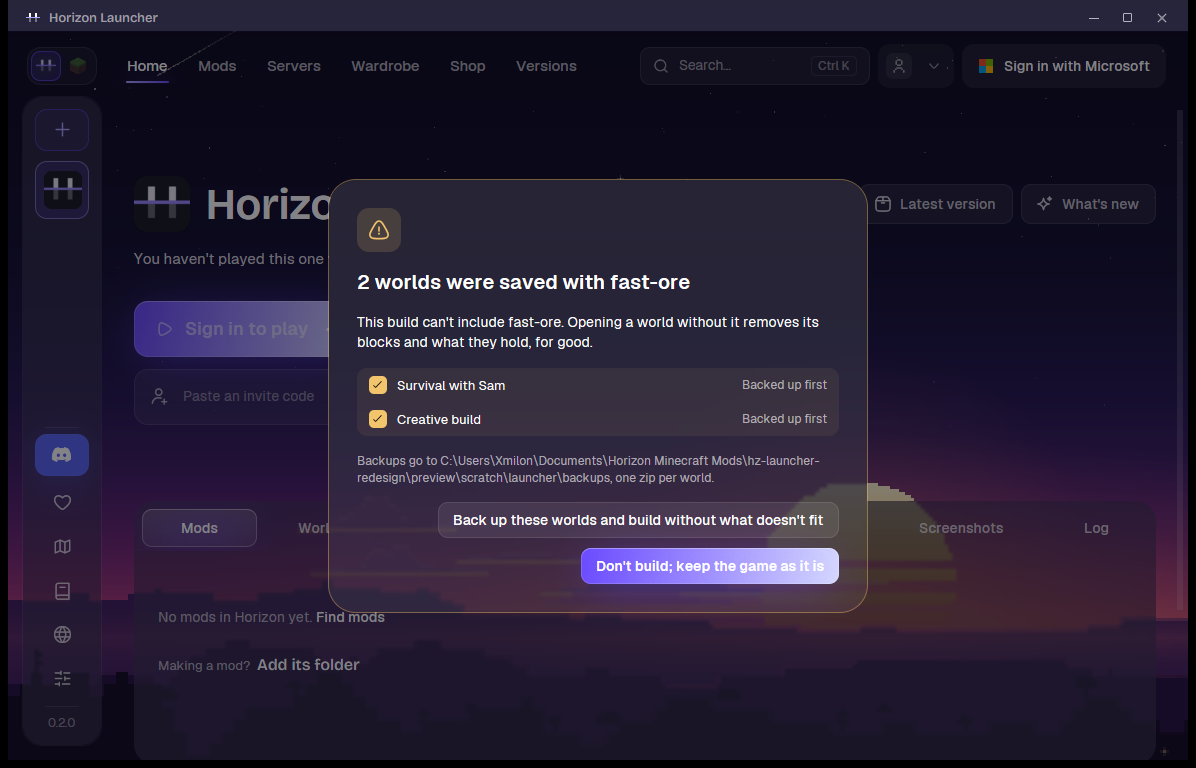 Horizon Launcher
Home
Mods
Servers
Wardrobe
Shop
Versions
Search...
Ctrl K
Sign in with Microsoft
Horizo
Latest version
What's new
You haven't played this one
Sign in to play
Paste an invite code
2 worlds were saved with fast-ore
This build can't include fast-ore. Opening a world without it removes its
blocks and what they hold, for good.
Survival with Sam
Backed up first
Creative build
Backed up first
Backups go to C:\Users\Xmilon\Documents\Horizon Minecraft Mods\hz-launcher-
redesign\preview\scratch\launcher\backups, one zip per world.
Back up these worlds and build without what doesn't fit
Don't build; keep the game as it is
Mods
Worl
Screenshots
Log
No mods in Horizon yet. Find mods
Making a mod? Add its folder
0.2.0